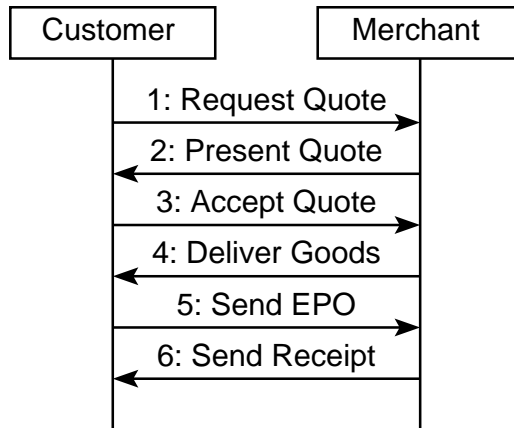 Customer
Merchant
1: Request Quote
2: Present Quote
3: Accept Quote
4: Deliver Goods
5: Send EPO
6: Send Receipt